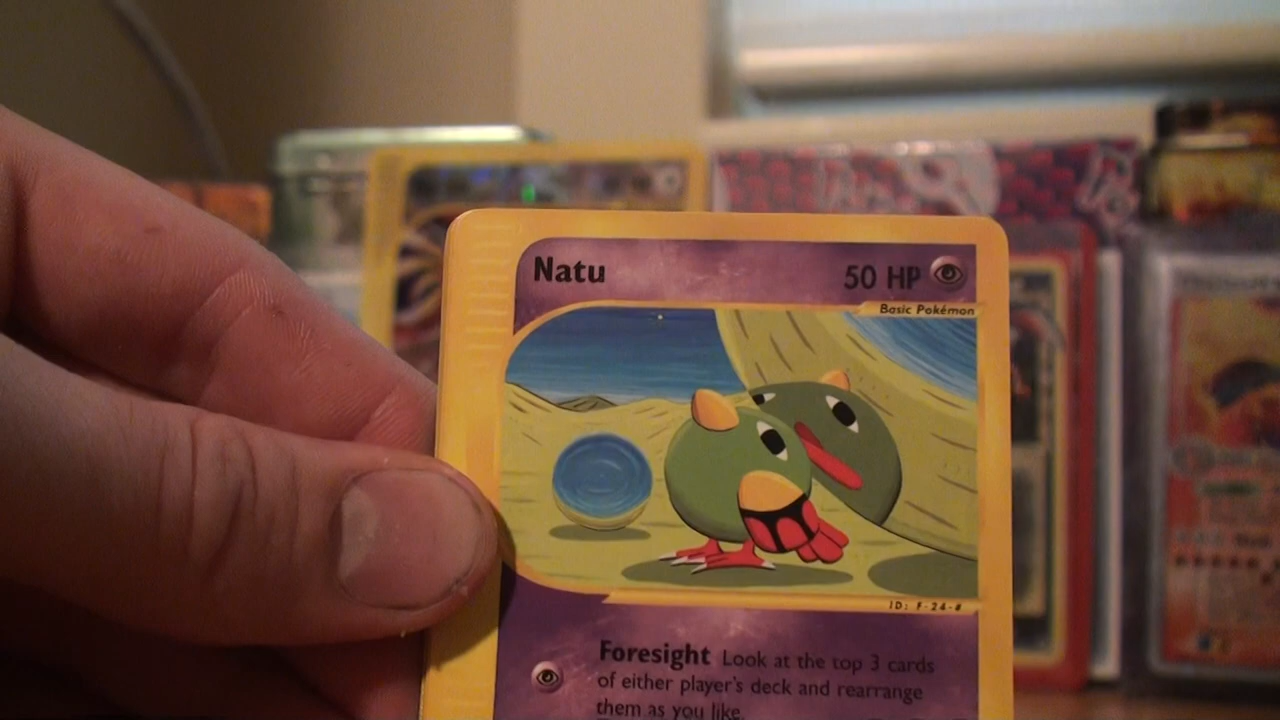 Natu
50 HP
Basic Pokémon
ID: F-24-#
Foresight Look at the top 3 cards
of either player's deck and rearrange
them as you like.